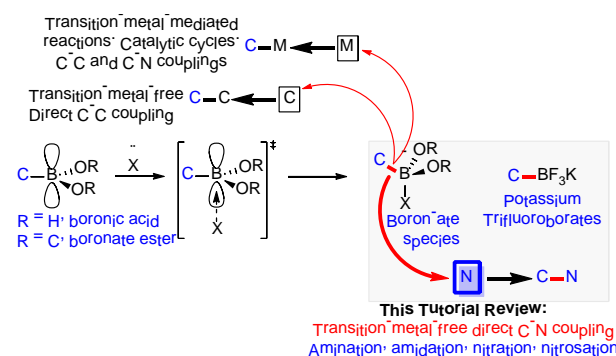 Transition-metal-mediated
reactions: Catalytic cycles:
C-C and C-N couplings
C-M
M
Transition-metal-free
Direct C-C coupling
C-C
C
C-B
OR
OR
X
‡
C-B
OR
OR
X
R = H, boronic acid
R = C, boronate ester
C
B
OR
OR
X
Boron-ate
species
C-BF3K
Potassium
Trifluoroborates
N
C-N
This Tutorial Review:
Transition-metal-free direct C-N coupling
Amination, amidation, nitration, nitrosation